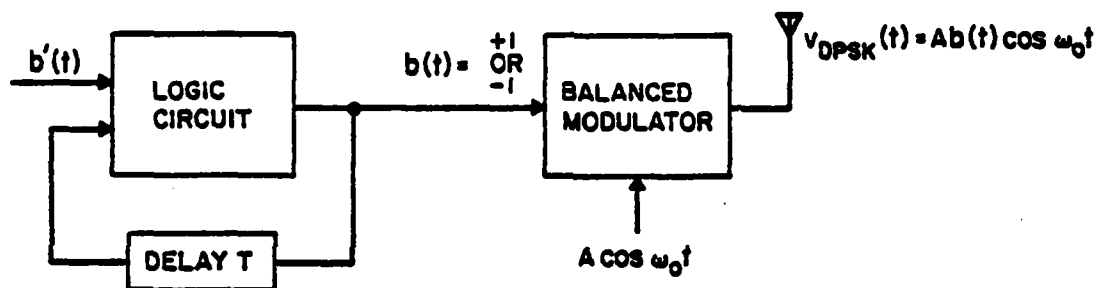 b'(t)
LOGIC
CIRCUIT
DELAY T
b(t) = +1 OR -1
BALANCED
MODULATOR
A cos ω₀t
v_DPSK(t) = Ab(t) cos ω₀t